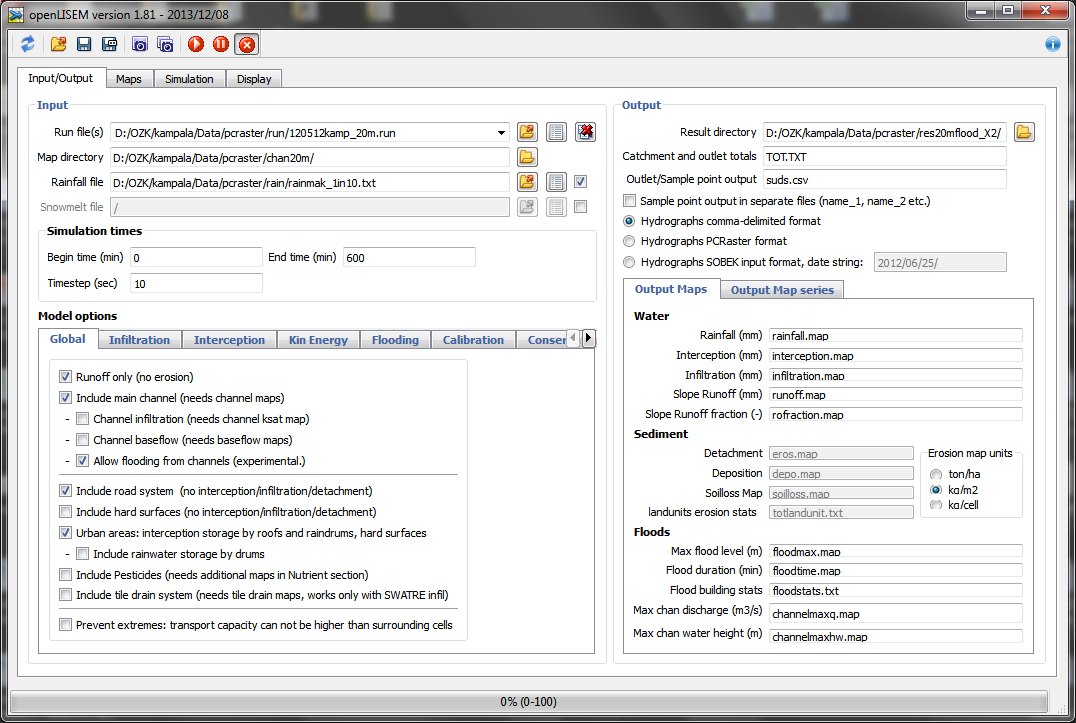 openLISEM version 1.81 - 2013/12/08
Input/Output Maps Simulation Display
Input
Run file(s) D:/OZK/kampala/Data/pcraster/run/120512kamp_20m.run
Map directory D:/OZK/kampala/Data/pcraster/chan20m/
Rainfall file D:/OZK/kampala/Data/pcraster/rain/rainmak_1in10.txt
Snowmelt file /
Simulation times
Begin time (min) 0 End time (min) 600
Timestep (sec) 10
Model options
Global Infiltration Interception Kin Energy Flooding Calibration Conser
Runoff only (no erosion)
Include main channel (needs channel maps)
- Channel infiltration (needs channel ksat map)
- Channel baseflow (needs baseflow maps)
- Allow flooding from channels (experimental.)
Include road system (no interception/infiltration/detachment)
Include hard surfaces (no interception/infiltration/detachment)
Urban areas: interception storage by roofs and raindrums, hard surfaces
- Include rainwater storage by drums
Include Pesticides (needs additional maps in Nutrient section)
Include tile drain system (needs tile drain maps, works only with SWATRE infil)
Prevent extremes: transport capacity can not be higher than surrounding cells
Output
Result directory D:/OZK/kampala/Data/pcraster/res20mflood_X2/
Catchment and outlet totals TOT.TXT
Outlet/Sample point output suds.csv
Sample point output in separate files (name_1, name_2 etc.)
Hydrographs comma-delimited format
Hydrographs PCRaster format
Hydrographs SOBEK input format, date string: 2012/06/25/
Output Maps Output Map series
Water
Rainfall (mm) rainfall.map
Interception (mm) interception.map
Infiltration (mm) infiltration.map
Slope Runoff (mm) runoff.map
Slope Runoff fraction (-) rofraction.map
Sediment
Detachment eros.map
Deposition depo.map
Soilloss Map soilloss.map
landunits erosion stats totlandunit.txt
Erosion map units
ton/ha
kg/m2
kg/cell
Floods
Max flood level (m) floodmax.map
Flood duration (min) floodtime.map
Flood building stats floodstats.txt
Max chan discharge (m3/s) channelmaxq.map
Max chan water height (m) channelmaxhw.map
0% (0-100)